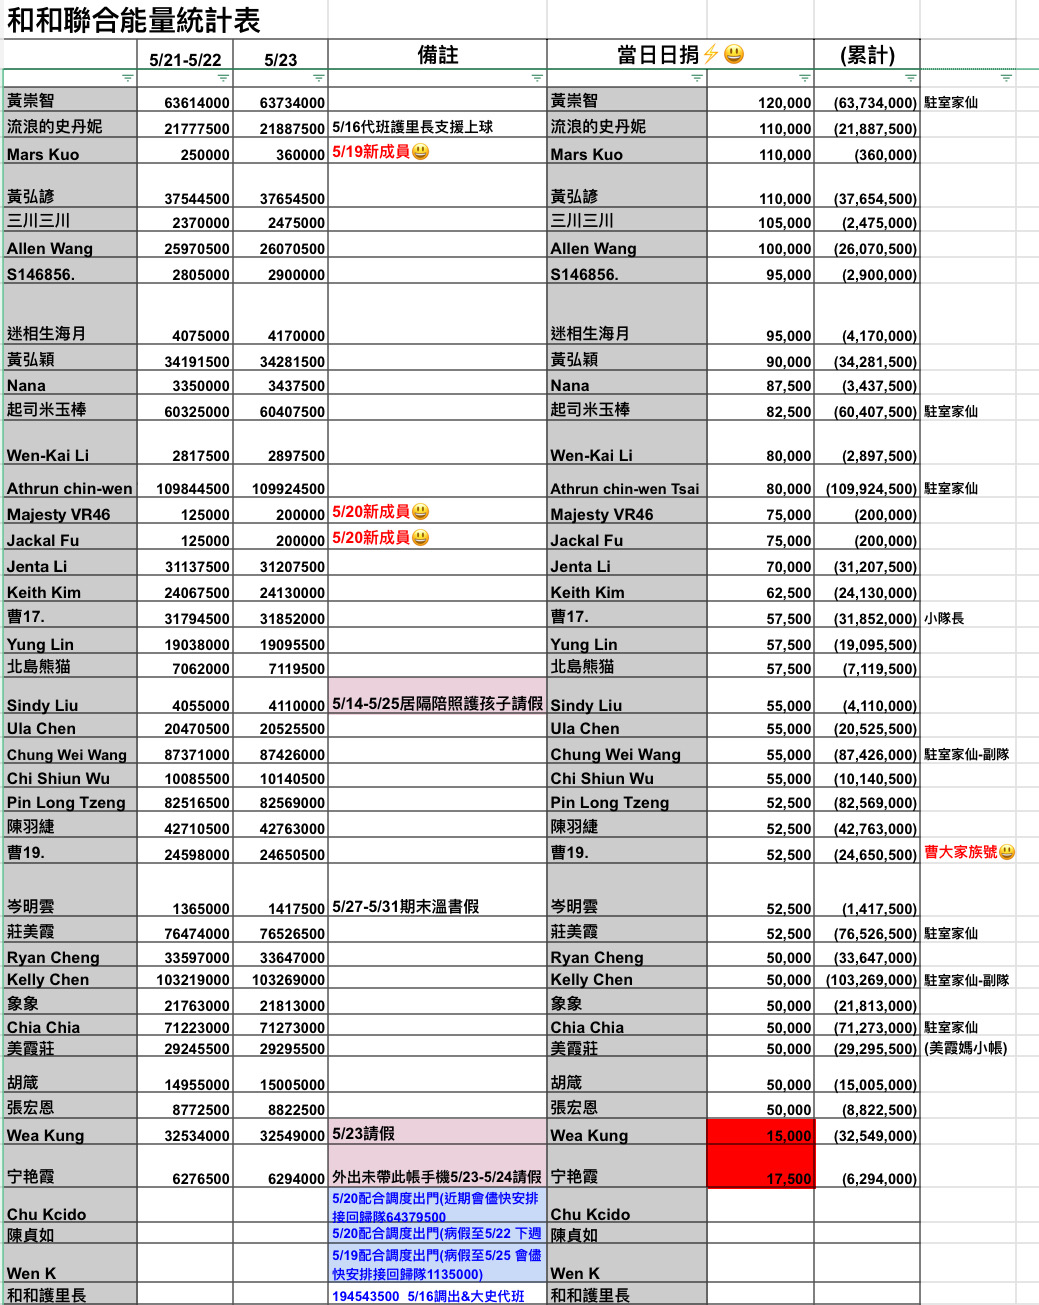 和和聯合能量統計表
5/21-5/22 5/23 備註 當日日捐⚡😃 (累計)
黃崇智 63614000 63734000 黃崇智 120,000 (63,734,000) 駐室家仙
流浪的史丹妮 21777500 21887500 5/16代班護里長支援上球 流浪的史丹妮 110,000 (21,887,500)
Mars Kuo 250000 360000 5/19新成員😃 Mars Kuo 110,000 (360,000)
黃弘諺 37544500 37654500 黃弘諺 110,000 (37,654,500)
三川三川 2370000 2475000 三川三川 105,000 (2,475,000)
Allen Wang 25970500 26070500 Allen Wang 100,000 (26,070,500)
S146856. 2805000 2900000 S146856. 95,000 (2,900,000)
迷相生海月 4075000 4170000 迷相生海月 95,000 (4,170,000)
黃弘穎 34191500 34281500 黃弘穎 90,000 (34,281,500)
Nana 3350000 3437500 Nana 87,500 (3,437,500)
起司米玉棒 60325000 60407500 起司米玉棒 82,500 (60,407,500) 駐室家仙
Wen-Kai Li 2817500 2897500 Wen-Kai Li 80,000 (2,897,500)
Athrun chin-wen 109844500 109924500 Athrun chin-wen Tsai 80,000 (109,924,500) 駐室家仙
Majesty VR46 125000 200000 5/20新成員😃 Majesty VR46 75,000 (200,000)
Jackal Fu 125000 200000 5/20新成員😃 Jackal Fu 75,000 (200,000)
Jenta Li 31137500 31207500 Jenta Li 70,000 (31,207,500)
Keith Kim 24067500 24130000 Keith Kim 62,500 (24,130,000)
曹17. 31794500 31852000 曹17. 57,500 (31,852,000) 小隊長
Yung Lin 19038000 19095500 Yung Lin 57,500 (19,095,500)
北島熊猫 7062000 7119500 北島熊猫 57,500 (7,119,500)
Sindy Liu 4055000 4110000 5/14-5/25居隔陪照護孩子請假 Sindy Liu 55,000 (4,110,000)
Ula Chen 20470500 20525500 Ula Chen 55,000 (20,525,500)
Chung Wei Wang 87371000 87426000 Chung Wei Wang 55,000 (87,426,000) 駐室家仙-副隊
Chi Shiun Wu 10085500 10140500 Chi Shiun Wu 55,000 (10,140,500)
Pin Long Tzeng 82516500 82569000 Pin Long Tzeng 52,500 (82,569,000)
陳羽緁 42710500 42763000 陳羽緁 52,500 (42,763,000)
曹19. 24598000 24650500 曹19. 52,500 (24,650,500) 曹大家族號😃
岑明雲 1365000 1417500 5/27-5/31期末溫書假 岑明雲 52,500 (1,417,500)
莊美霞 76474000 76526500 莊美霞 52,500 (76,526,500) 駐室家仙
Ryan Cheng 33597000 33647000 Ryan Cheng 50,000 (33,647,000)
Kelly Chen 103219000 103269000 Kelly Chen 50,000 (103,269,000) 駐室家仙-副隊
象象 21763000 21813000 象象 50,000 (21,813,000)
Chia Chia 71223000 71273000 Chia Chia 50,000 (71,273,000) 駐室家仙
美霞莊 29245500 29295500 美霞莊 50,000 (29,295,500) (美霞媽小帳)
胡箴 14955000 15005000 胡箴 50,000 (15,005,000)
張宏恩 8772500 8822500 張宏恩 50,000 (8,822,500)
Wea Kung 32534000 32549000 5/23請假 Wea Kung 15,000 (32,549,000)
宁艳霞 6276500 6294000 外出未帶此帳手機5/23-5/24請假 宁艳霞 17,500 (6,294,000)
5/20配合調度出門(近期會儘快安排
Chu Kcido 接回歸隊64379500 Chu Kcido
陳貞如 5/20配合調度出門(病假至5/22 下週 陳貞如
5/19配合調度出門(病假至5/25 會儘
Wen K 快安排接回歸隊1135000) Wen K
和和護里長 194543500 5/16調出&大史代班 和和護里長